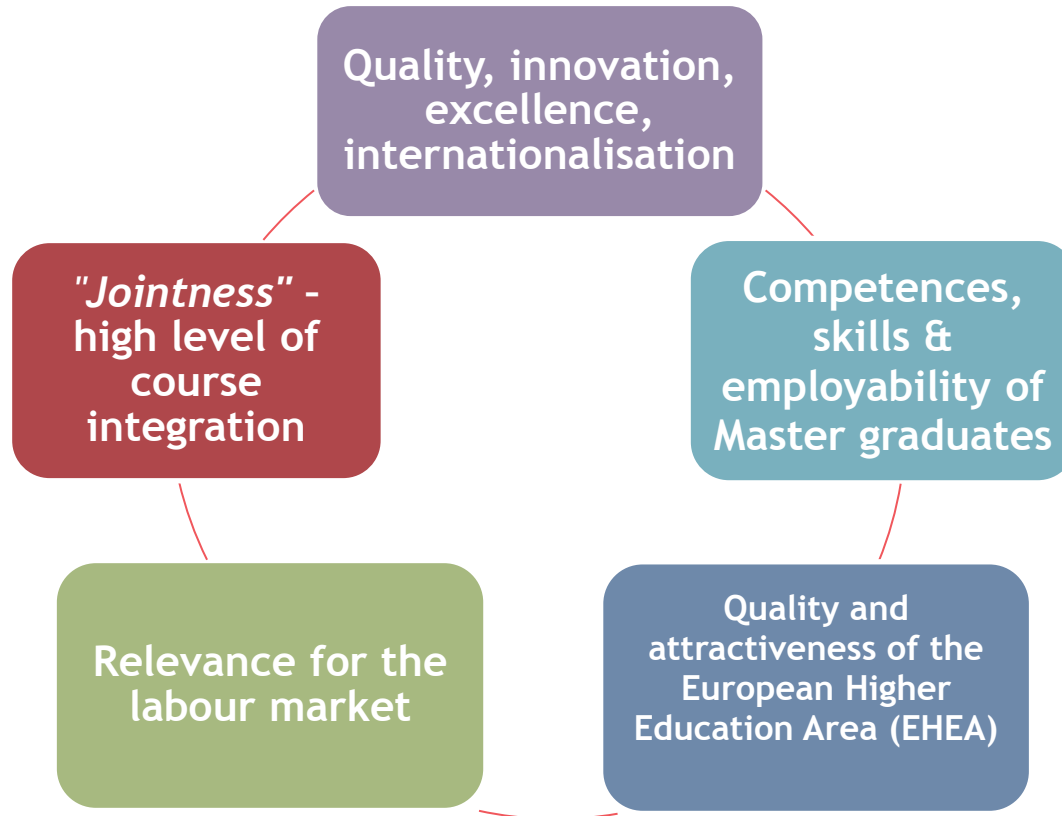 Quality, innovation,
excellence,
internationalisation
"Jointness" –
high level of
course
integration
Competences,
skills &
employability of
Master graduates
Relevance for the
labour market
Quality and
attractiveness of the
European Higher
Education Area (EHEA)